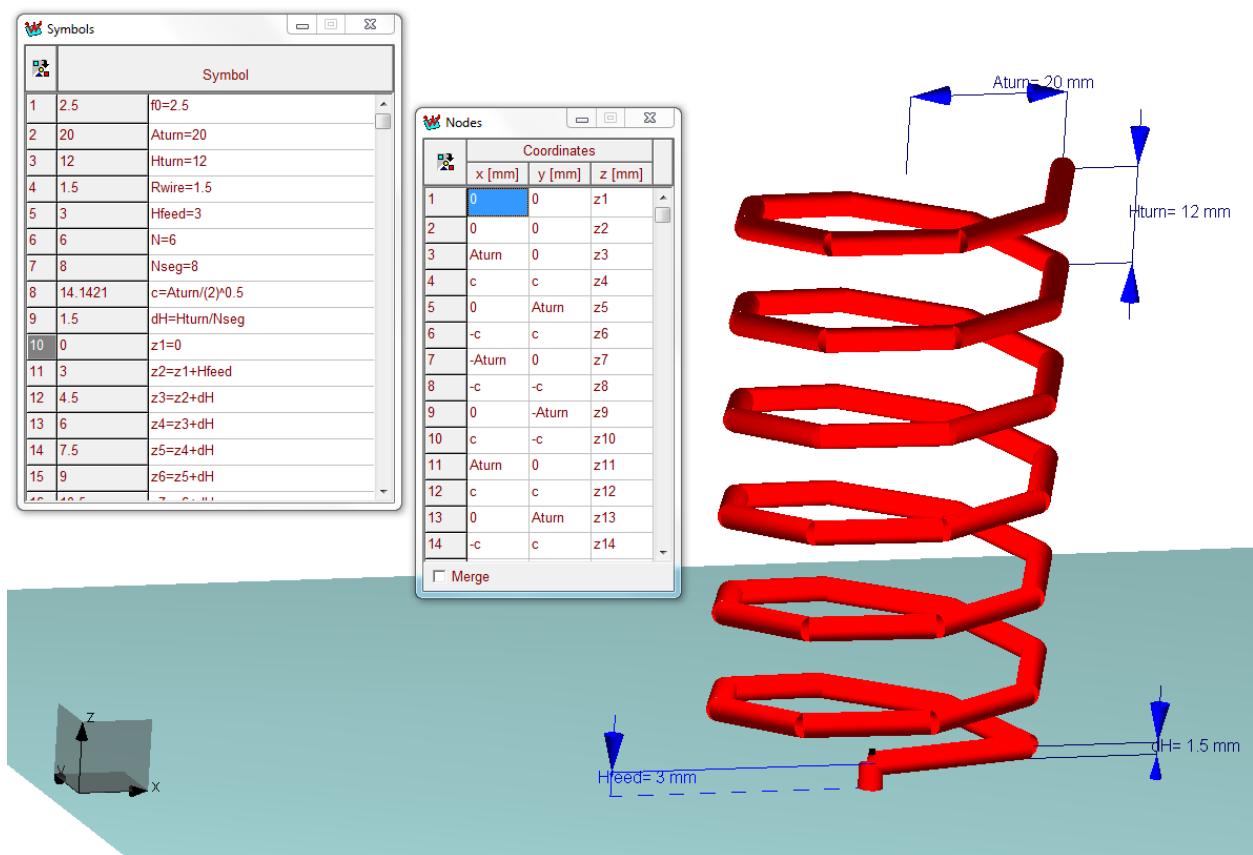 Symbols
Symbol
1 2.5 f0=2.5
2 20 Aturn=20
3 12 Hturn=12
4 1.5 Rwire=1.5
5 3 Hfeed=3
6 6 N=6
7 8 Nseg=8
8 14.1421 c=Aturn/(2)^0.5
9 1.5 dH=Hturn/Nseg
10 0 z1=0
11 3 z2=z1+Hfeed
12 4.5 z3=z2+dH
13 6 z4=z3+dH
14 7.5 z5=z4+dH
15 9 z6=z5+dH
Nodes
Coordinates
x [mm] y [mm] z [mm]
1 0 0 z1
2 0 0 z2
3 Aturn 0 z3
4 c c z4
5 0 Aturn z5
6 -c c z6
7 -Aturn 0 z7
8 -c -c z8
9 0 -Aturn z9
10 c -c z10
11 Aturn 0 z11
12 c c z12
13 0 Aturn z13
14 -c c z14
Merge
Aturn= 20 mm
Hturn= 12 mm
dH= 1.5 mm
Hfeed= 3 mm
z
y
x